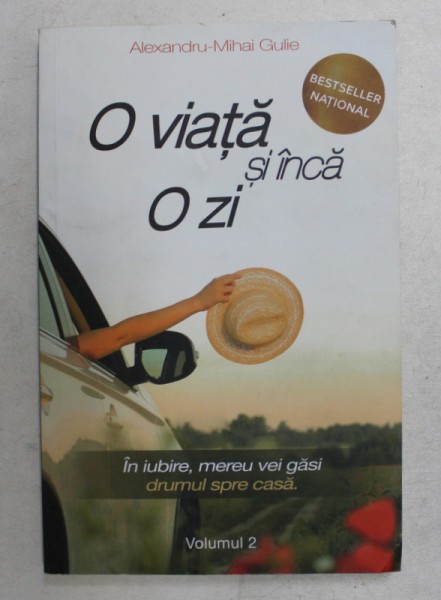 Alexandru-Mihai Gulie
BESTSELLER
NAȚIONAL
O viață
și încă
O zi
În iubire, mereu vei găsi
drumul spre casă.
Volumul 2